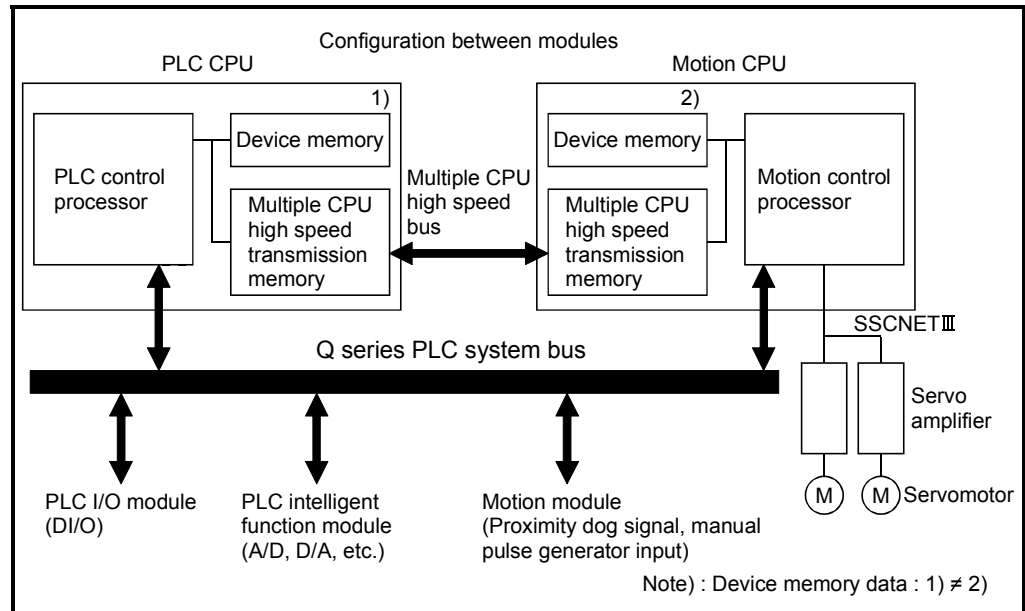 Configuration between modules
PLC CPU
Motion CPU
1)
2)
PLC control
processor
Device memory
Multiple CPU
high speed
transmission
memory
Multiple CPU
high speed
bus
Device memory
Multiple CPU
high speed
transmission
memory
Motion control
processor
SSCNETⅢ
Q series PLC system bus
Servo
amplifier
M
M
Servomotor
PLC I/O module
(DI/O)
PLC intelligent
function module
(A/D, D/A, etc.)
Motion module
(Proximity dog signal, manual
pulse generator input)
Note) : Device memory data : 1) ≠ 2)